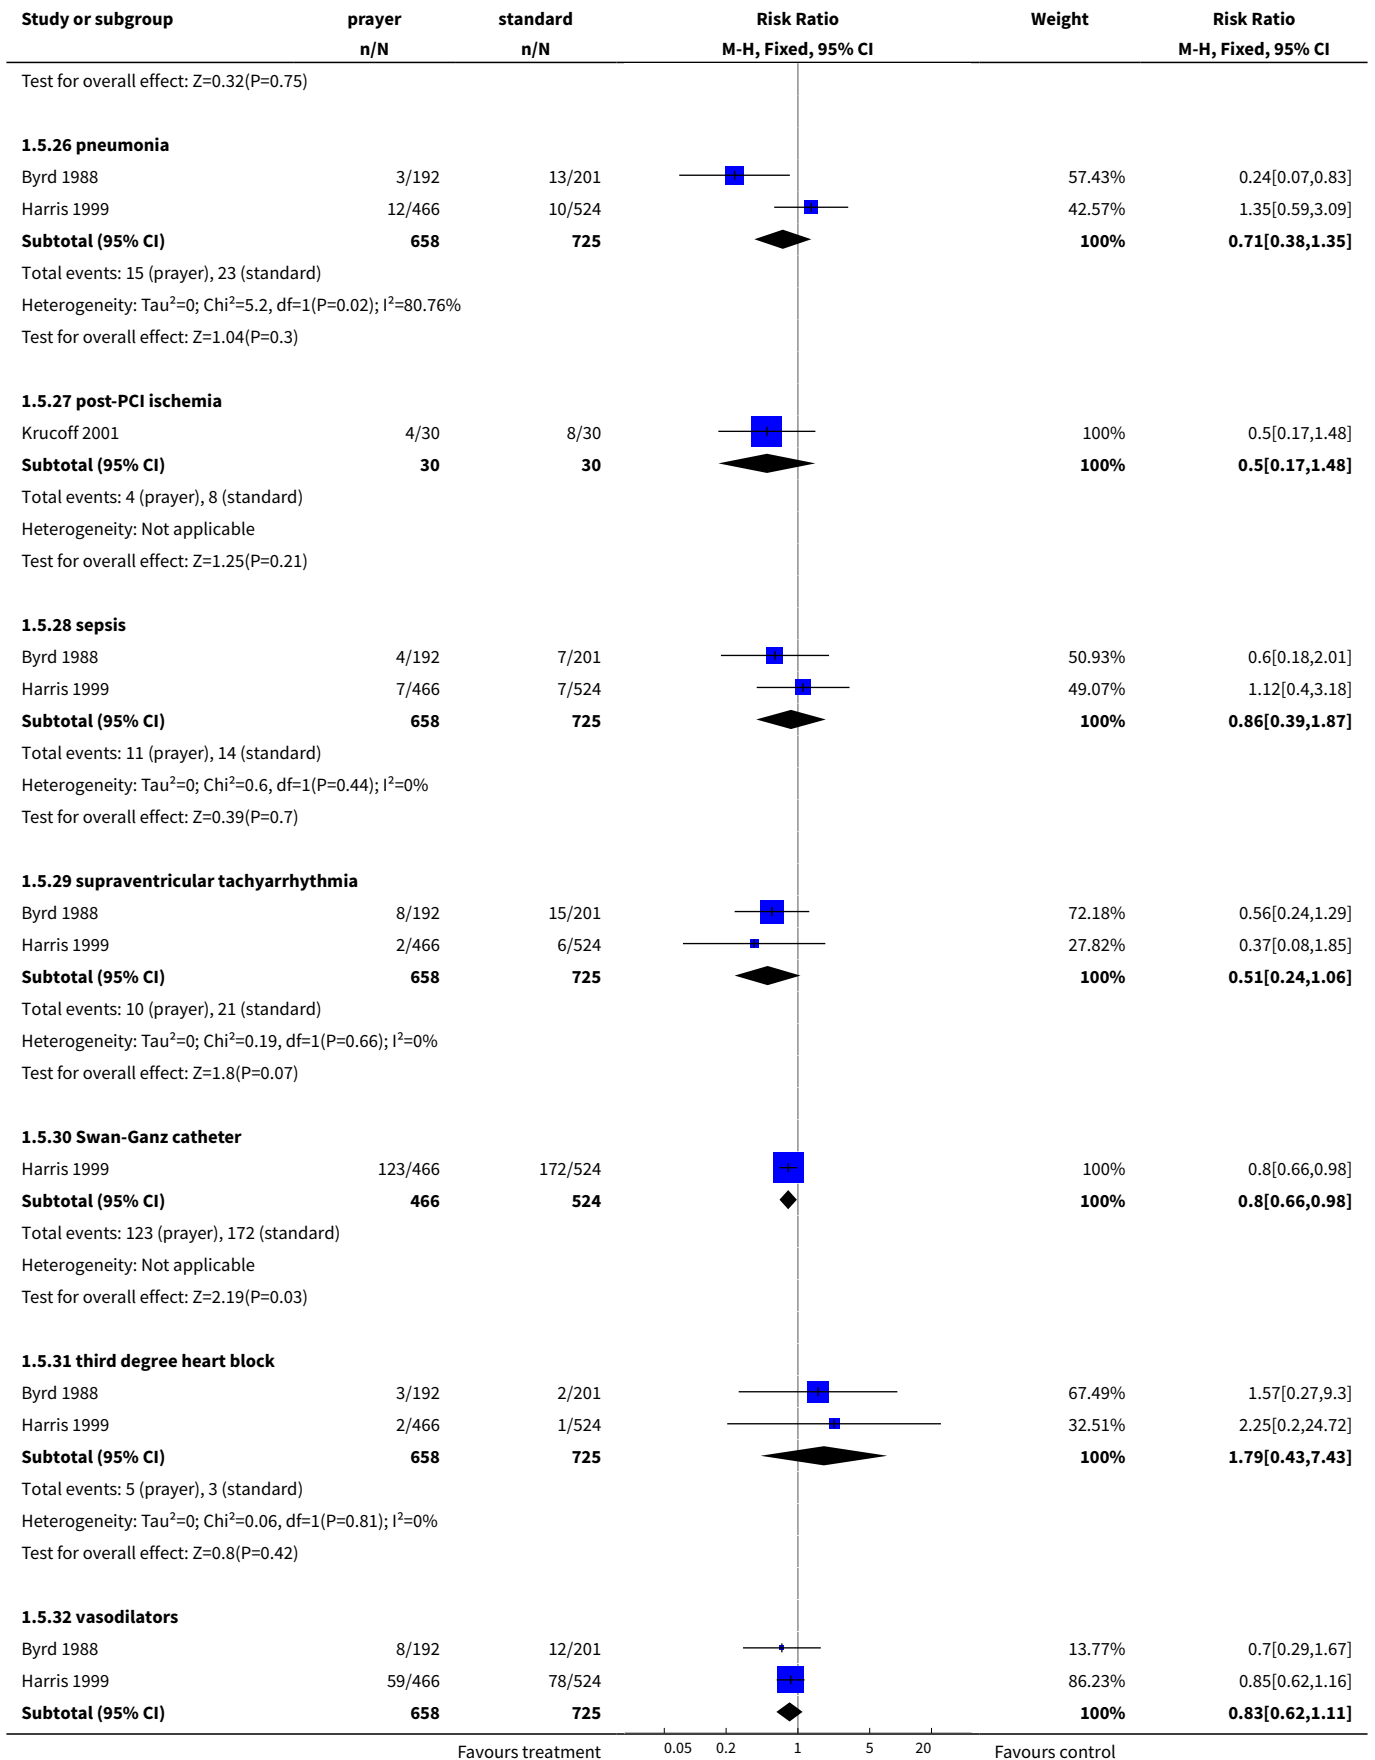 Study or subgroup prayer standard Risk Ratio Weight Risk Ratio
n/N n/N M-H, Fixed, 95% CI M-H, Fixed, 95% CI
Test for overall effect: Z=0.32(P=0.75)
1.5.26 pneumonia
Byrd 1988 3/192 13/201 57.43% 0.24[0.07,0.83]
Harris 1999 12/466 10/524 42.57% 1.35[0.59,3.09]
Subtotal (95% CI) 658 725 100% 0.71[0.38,1.35]
Total events: 15 (prayer), 23 (standard)
Heterogeneity: Tau²=0; Chi²=5.2, df=1(P=0.02); I²=80.76%
Test for overall effect: Z=1.04(P=0.3)
1.5.27 post-PCI ischemia
Krucoff 2001 4/30 8/30 100% 0.5[0.17,1.48]
Subtotal (95% CI) 30 30 100% 0.5[0.17,1.48]
Total events: 4 (prayer), 8 (standard)
Heterogeneity: Not applicable
Test for overall effect: Z=1.25(P=0.21)
1.5.28 sepsis
Byrd 1988 4/192 7/201 50.93% 0.6[0.18,2.01]
Harris 1999 7/466 7/524 49.07% 1.12[0.4,3.18]
Subtotal (95% CI) 658 725 100% 0.86[0.39,1.87]
Total events: 11 (prayer), 14 (standard)
Heterogeneity: Tau²=0; Chi²=0.6, df=1(P=0.44); I²=0%
Test for overall effect: Z=0.39(P=0.7)
1.5.29 supraventricular tachyarrhythmia
Byrd 1988 8/192 15/201 72.18% 0.56[0.24,1.29]
Harris 1999 2/466 6/524 27.82% 0.37[0.08,1.85]
Subtotal (95% CI) 658 725 100% 0.51[0.24,1.06]
Total events: 10 (prayer), 21 (standard)
Heterogeneity: Tau²=0; Chi²=0.19, df=1(P=0.66); I²=0%
Test for overall effect: Z=1.8(P=0.07)
1.5.30 Swan-Ganz catheter
Harris 1999 123/466 172/524 100% 0.8[0.66,0.98]
Subtotal (95% CI) 466 524 100% 0.8[0.66,0.98]
Total events: 123 (prayer), 172 (standard)
Heterogeneity: Not applicable
Test for overall effect: Z=2.19(P=0.03)
1.5.31 third degree heart block
Byrd 1988 3/192 2/201 67.49% 1.57[0.27,9.3]
Harris 1999 2/466 1/524 32.51% 2.25[0.2,24.72]
Subtotal (95% CI) 658 725 100% 1.79[0.43,7.43]
Total events: 5 (prayer), 3 (standard)
Heterogeneity: Tau²=0; Chi²=0.06, df=1(P=0.81); I²=0%
Test for overall effect: Z=0.8(P=0.42)
1.5.32 vasodilators
Byrd 1988 8/192 12/201 13.77% 0.7[0.29,1.67]
Harris 1999 59/466 78/524 86.23% 0.85[0.62,1.16]
Subtotal (95% CI) 658 725 100% 0.83[0.62,1.11]
Favours treatment 0.05 0.2 1 5 20 Favours control